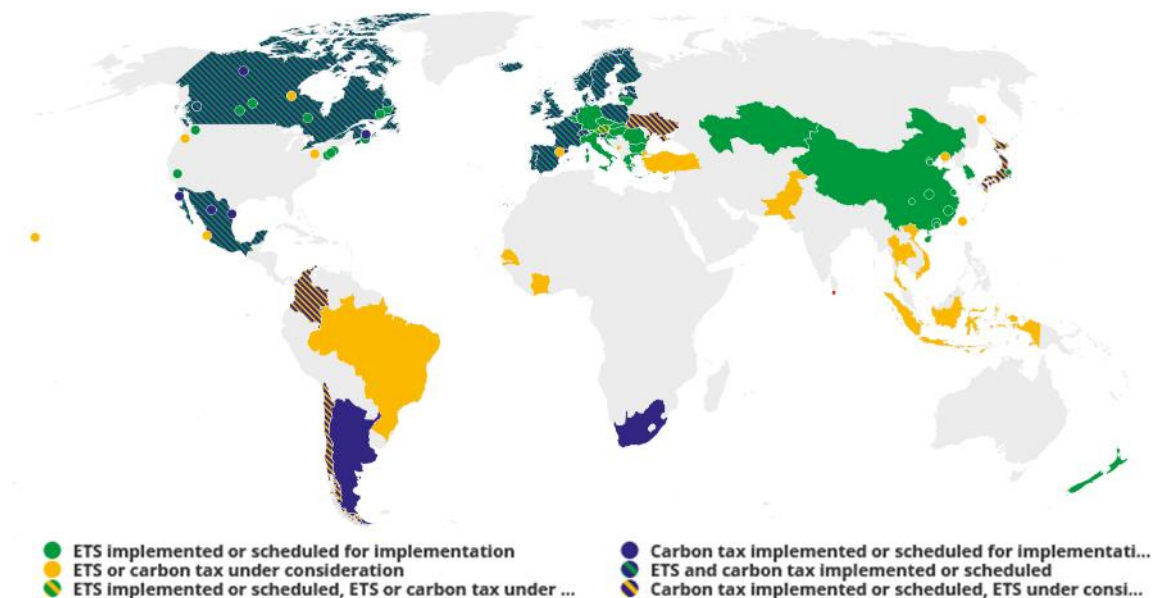 ETS implemented or scheduled for implementation
ETS or carbon tax under consideration
ETS implemented or scheduled, ETS or carbon tax under ...
Carbon tax implemented or scheduled for implementati...
ETS and carbon tax implemented or scheduled
Carbon tax implemented or scheduled, ETS under consi...